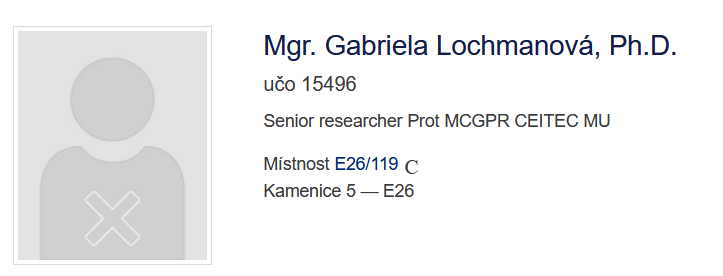 Mgr. Gabriela Lochmanová, Ph.D.
učo 15496
Senior researcher Prot MCGPR CEITEC MU
Místnost E26/119 C
Kamenice 5 — E26